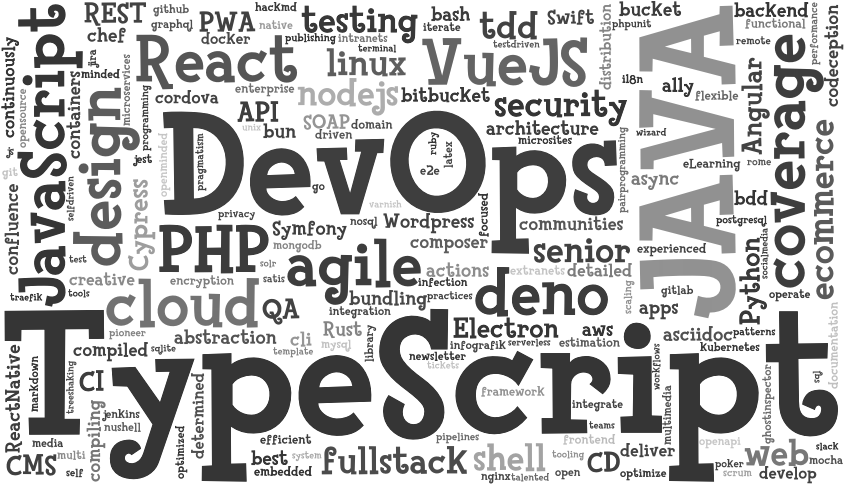 REST
github
graphql
hackmd
PWA
native
docker
chef
jira
minded
publishing
intranets
terminal
testing
bash
iterate
tdd
testdriven
Swift
bucket
phpunit
backend
functional
remote
performance
codeception
continuously
opensource
git
JavaScript
containers
microservices
programming
React
linux
VueJS
distribution
i18n
ally
flexible
JAVA
Angular
coverage
enterprise
cordova
nodejs
bitbucket
security
design
API
SOAP
domain
unix
bun
driven
architecture
microsites
wizard
eLearning
rome
jest
openminded
pragmatism
DevOps
ruby
latex
e2e
go
pairprogramming
async
ecommerce
confluence
selfdriven
Cypress
varnish
privacy
nosql
Wordpress
focused
communities
bdd
postgresql
test
PHP
Symfony
mongodb
composer
senior
experienced
Python
socialmedia
solr
agile
actions
extranets
detailed
creative
encryption
satis
infection
scaling
gitlab
traefik
tools
cloud
QA
bundling
practices
deno
apps
operate
pioneer
integration
abstraction
cli
template
Rust
mysql
library
Electron
aws
asciidoc
patterns
documentation
TypeScript
compiled
sqlite
infografik
serverless
estimation
newsletter
tickets
workflows
Kubernetes
ReactNative
markdown
treeshaking
CI
framework
sql
ghostinspector
jenkins
nushell
compiling
determined
integrate
teams
multimedia
media
multi
optimized
efficient
pipelines
frontend
openapi
slack
CMS
self
best
system
embedded
fullstack
shell
nginx
talented
tooling
open
CD
deliver
optimize
poker
scrum
web
mocha
develop